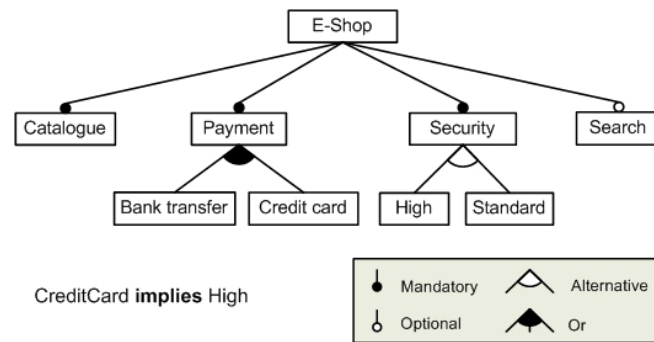 E-Shop
Catalogue Payment Security Search
Bank transfer Credit card High Standard
CreditCard implies High
Mandatory Alternative
Optional Or